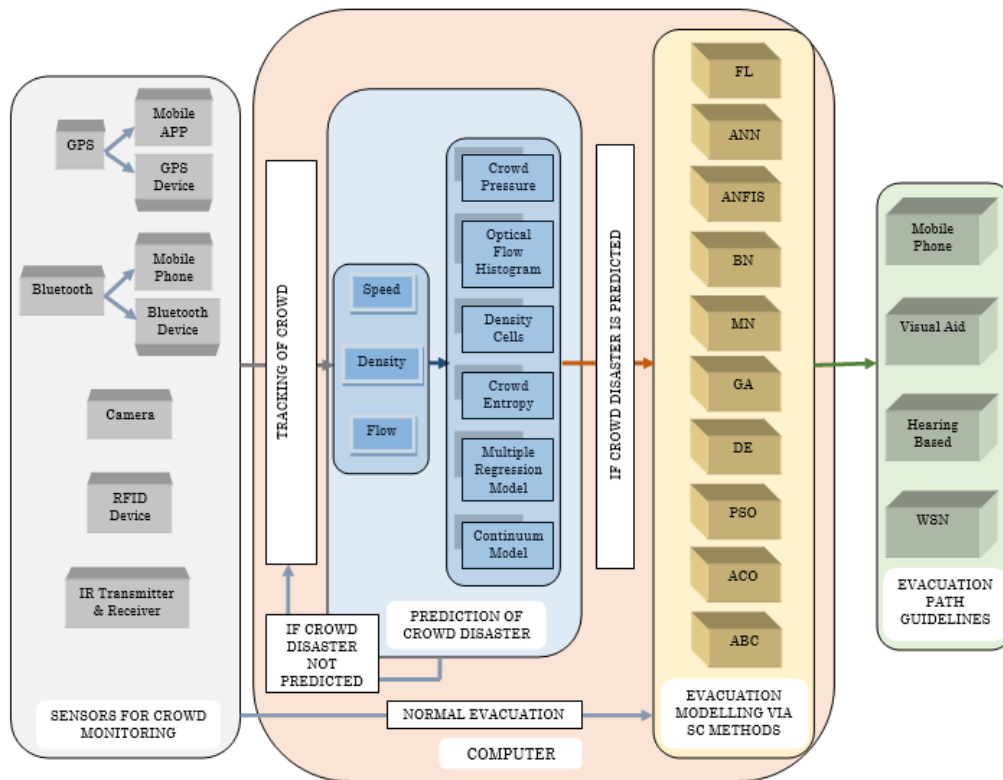 GPS
Mobile
APP
GPS
Device
Bluetooth
Mobile
Phone
Bluetooth
Device
Camera
RFID
Device
IR Transmitter
& Receiver
SENSORS FOR CROWD
MONITORING
TRACKING OF CROWD
Speed
Density
Flow
Crowd
Pressure
Optical
Flow
Histogram
Density
Cells
Crowd
Entropy
Multiple
Regression
Model
Continuum
Model
PREDICTION OF
CROWD DISASTER
IF CROWD
DISASTER
NOT
PREDICTED
NORMAL EVACUATION
COMPUTER
IF CROWD DISASTER IS PREDICTED
FL
ANN
ANFIS
BN
MN
GA
DE
PSO
ACO
ABC
EVACUATION
MODELLING VIA
SC METHODS
Mobile
Phone
Visual Aid
Hearing
Based
WSN
EVACUATION
PATH
GUIDELINES